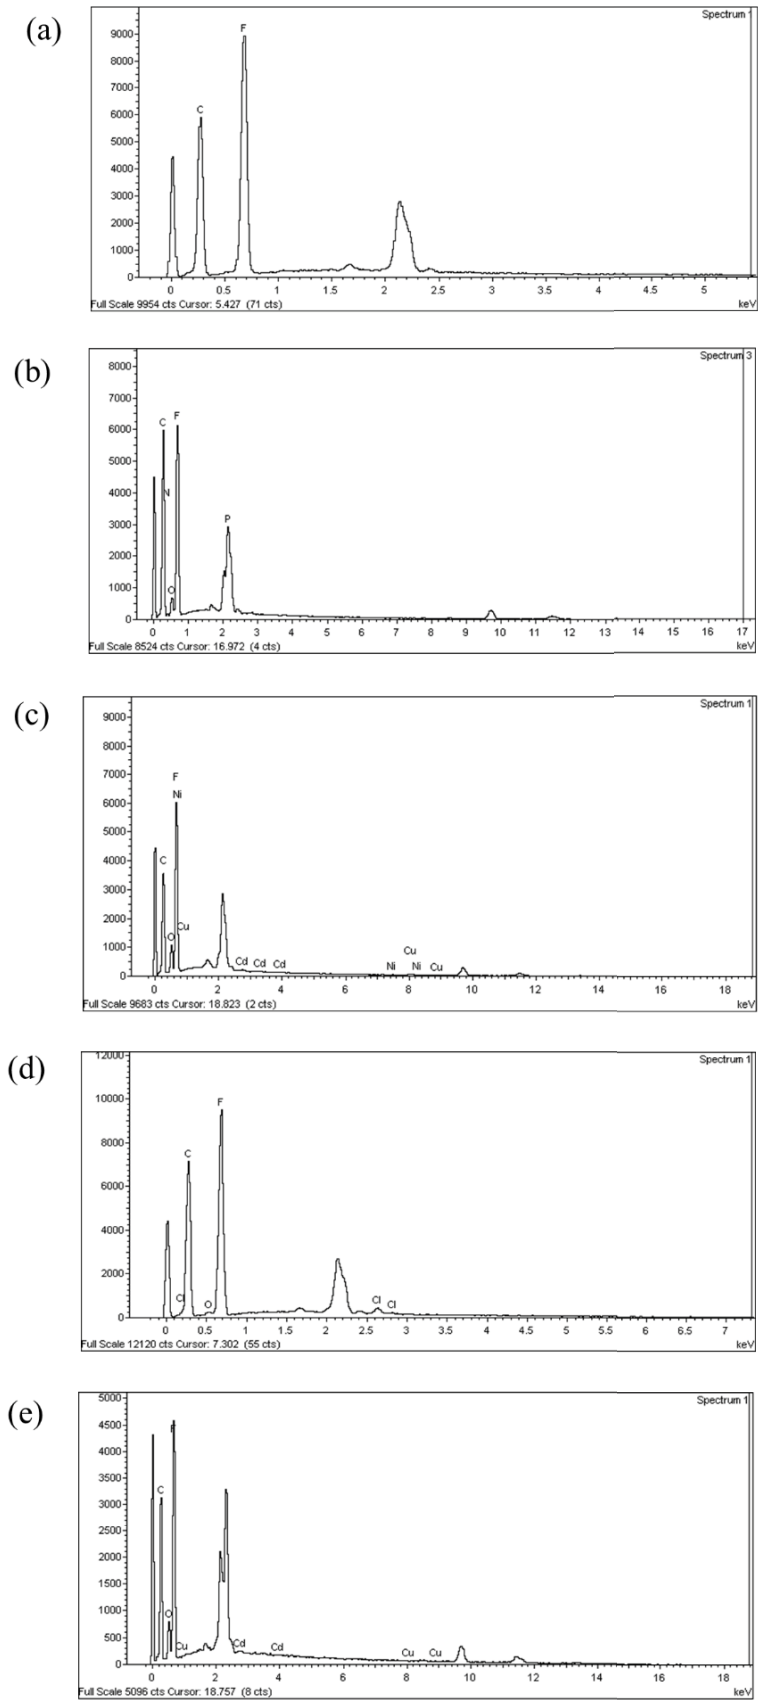 (a)
Spectrum 1
9000
8000
7000
6000
5000
4000
3000
2000
1000
0
F
C
0 0.5 1 1.5 2 2.5 3 3.5 4 4.5 5
Full Scale 9954 cts Cursor: 5.427 (71 cts) keV
(b)
Spectrum 3
8000
7000
6000
5000
4000
3000
2000
1000
0
C F
N
P
O
0 1 2 3 4 5 6 7 8 9 10 11 12 13 14 15 16 17
Full Scale 8524 cts Cursor: 16.972 (4 cts) keV
(c)
Spectrum 1
9000
8000
7000
6000
5000
4000
3000
2000
1000
0
F
Ni
C
Cu
O
Cd Cd Cd
Cu
Ni Ni Cu
0 2 4 6 8 10 12 14 16 18
Full Scale 9683 cts Cursor: 18.823 (2 cts) keV
(d)
Spectrum 1
12000
10000
8000
6000
4000
2000
0
F
C
Cl
O
Cl Cl
0 0.5 1 1.5 2 2.5 3 3.5 4 4.5 5 5.5 6 6.5 7
Full Scale 12120 cts Cursor: 7.302 (55 cts) keV
(e)
Spectrum 1
5000
4500
4000
3500
3000
2500
2000
1500
1000
500
0
F
C
O
Cu Cd Cd Cu Cu
0 2 4 6 8 10 12 14 16 18
Full Scale 5096 cts Cursor: 18.757 (8 cts) keV